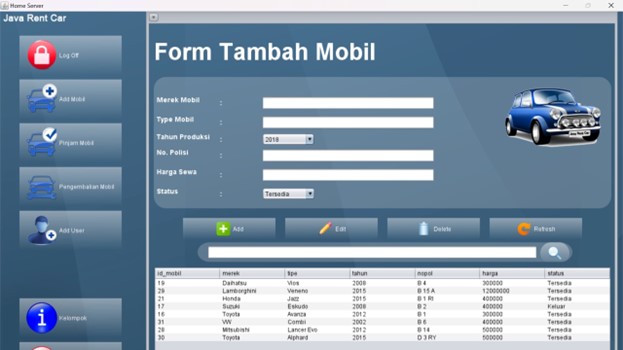 Home Server
Java Rent Car
Log Off
Add Mobil
Pinjam Mobil
Pengembalian Mobil
Add User
Kelompok
Form Tambah Mobil
Merek Mobil :
Type Mobil :
Tahun Produksi : 2018
No. Polisi :
Harga Sewa :
Status : Tersedia
Add Edit Delete Refresh
id_mobil merek tipe tahun nopol harga status
19 Daihatsu Vios 2008 B 4 300000 Tersedia
29 Lamborghini Veneno 2015 B 15 A 12000000 Tersedia
21 Honda Jazz 2015 B 1 RI 400000 Tersedia
17 Suzuki Eskudo 2008 B 2 400000 Keluar
16 Toyota Avanza 2012 B 1 300000 Tersedia
31 VW Combi 2002 B 6 400000 Tersedia
28 Mitsubishi Lancer Evo 2012 B 14 500000 Tersedia
30 Toyota Alphard 2015 D 3 RY 500000 Tersedia